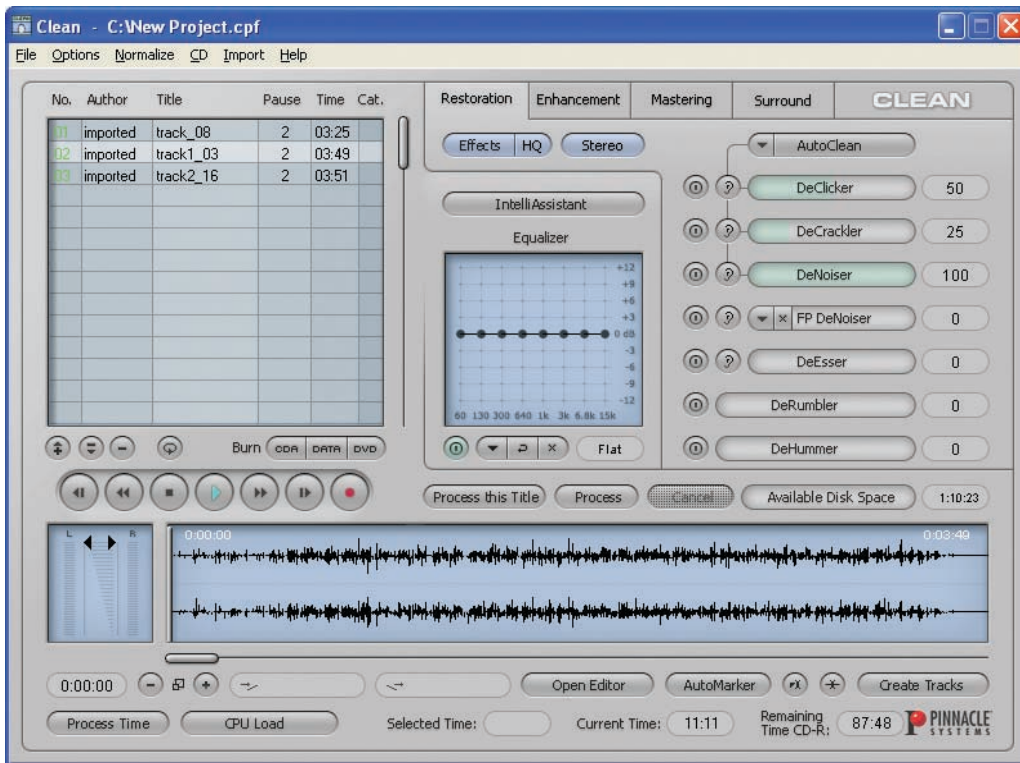 Clean - C:\New Project.cpf
File Options Normalize CD Import Help
No. Author Title Pause Time Cat.
01 imported track_08 2 03:25
02 imported track1_03 2 03:49
03 imported track2_16 2 03:51
Burn CDA DATA DVD
Restoration Enhancement Mastering Surround CLEAN
Effects HQ Stereo
IntelliAssistant
Equalizer
+12
+9
+6
+3
0 dB
-3
-6
-9
-12
60 130 300 640 1k 3k 6.8k 15k
Flat
AutoClean
DeClicker 50
DeCrackler 25
DeNoiser 100
FP DeNoiser 0
DeEsser 0
DeRumbler 0
DeHummer 0
Process this Title Process Cancel Available Disk Space 1:10:23
L R
0:00:00 0:03:49
0:00:00 Open Editor AutoMarker Create Tracks
Process Time CPU Load Selected Time: Current Time: 11:11 Remaining Time CD-R: 87:48
PINNACLE
SYSTEMS